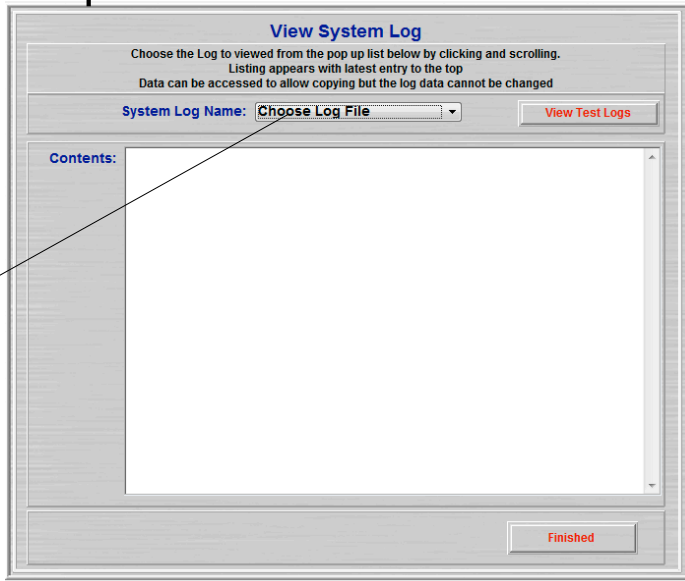 View System Log
Choose the Log to viewed from the pop up list below by clicking and scrolling.
Listing appears with latest entry to the top
Data can be accessed to allow copying but the log data cannot be changed
System Log Name: Choose Log File View Test Logs
Contents:
Finished